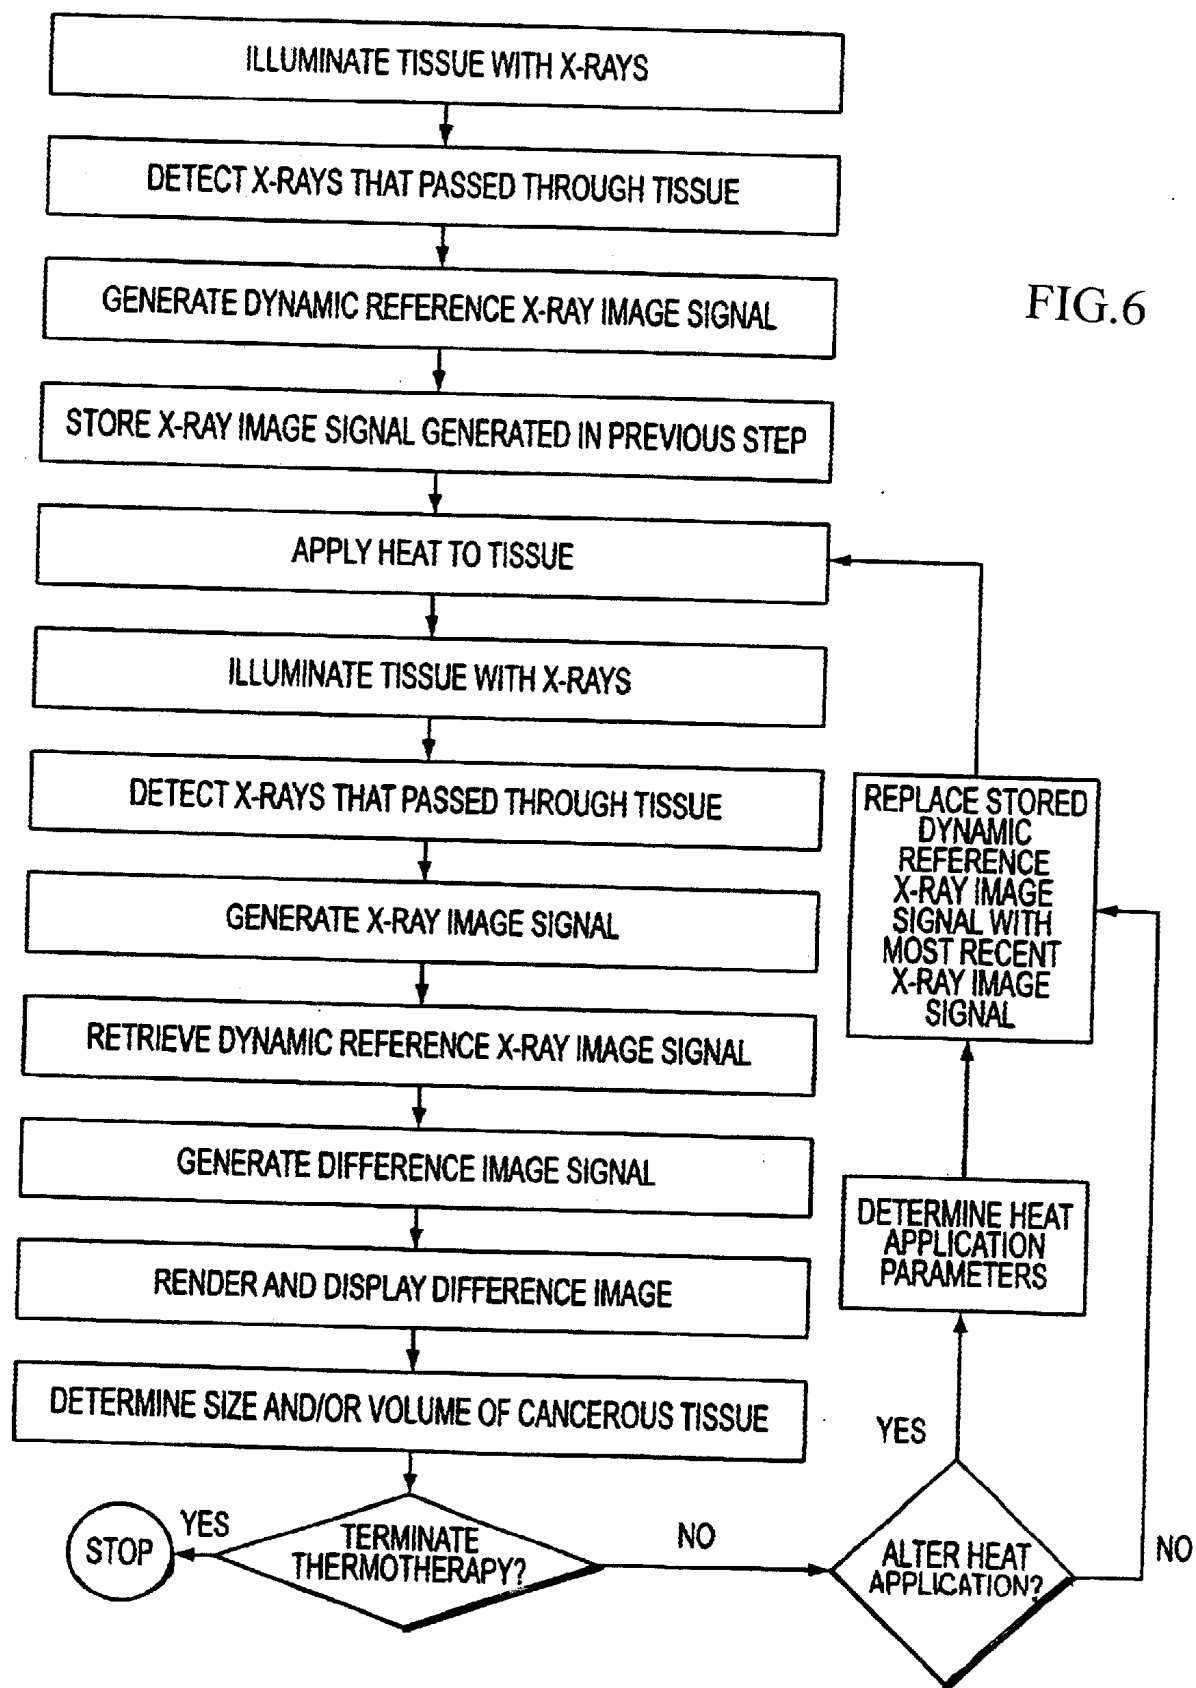 ILLUMINATE TISSUE WITH X-RAYS
DETECT X-RAYS THAT PASSED THROUGH TISSUE
GENERATE DYNAMIC REFERENCE X-RAY IMAGE SIGNAL
FIG.6
STORE X-RAY IMAGE SIGNAL GENERATED IN PREVIOUS STEP
APPLY HEAT TO TISSUE
ILLUMINATE TISSUE WITH X-RAYS
DETECT X-RAYS THAT PASSED THROUGH TISSUE
GENERATE X-RAY IMAGE SIGNAL
RETRIEVE DYNAMIC REFERENCE X-RAY IMAGE SIGNAL
GENERATE DIFFERENCE IMAGE SIGNAL
RENDER AND DISPLAY DIFFERENCE IMAGE
DETERMINE SIZE AND/OR VOLUME OF CANCEROUS TISSUE
TERMINATE
THERMOTHERAPY?
YES
STOP
NO
ALTER HEAT
APPLICATION?
YES
NO
DETERMINE HEAT
APPLICATION
PARAMETERS
REPLACE STORED
DYNAMIC
REFERENCE
X-RAY IMAGE
SIGNAL WITH
MOST RECENT
X-RAY IMAGE
SIGNAL